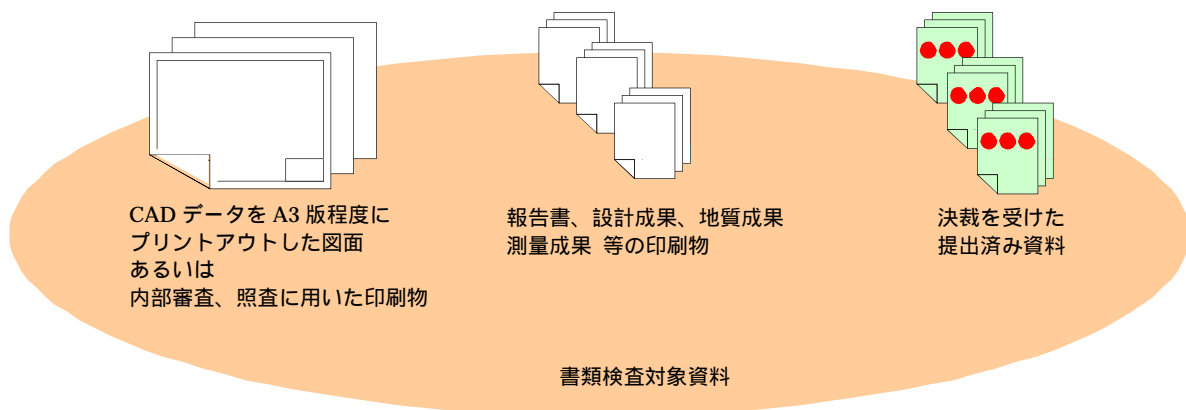 CAD データを A3 版程度に
プリントアウトした図面
あるいは
内部審査、照査に用いた印刷物
報告書、設計成果、地質成果
測量成果 等の印刷物
決裁を受けた
提出済み資料
書類検査対象資料